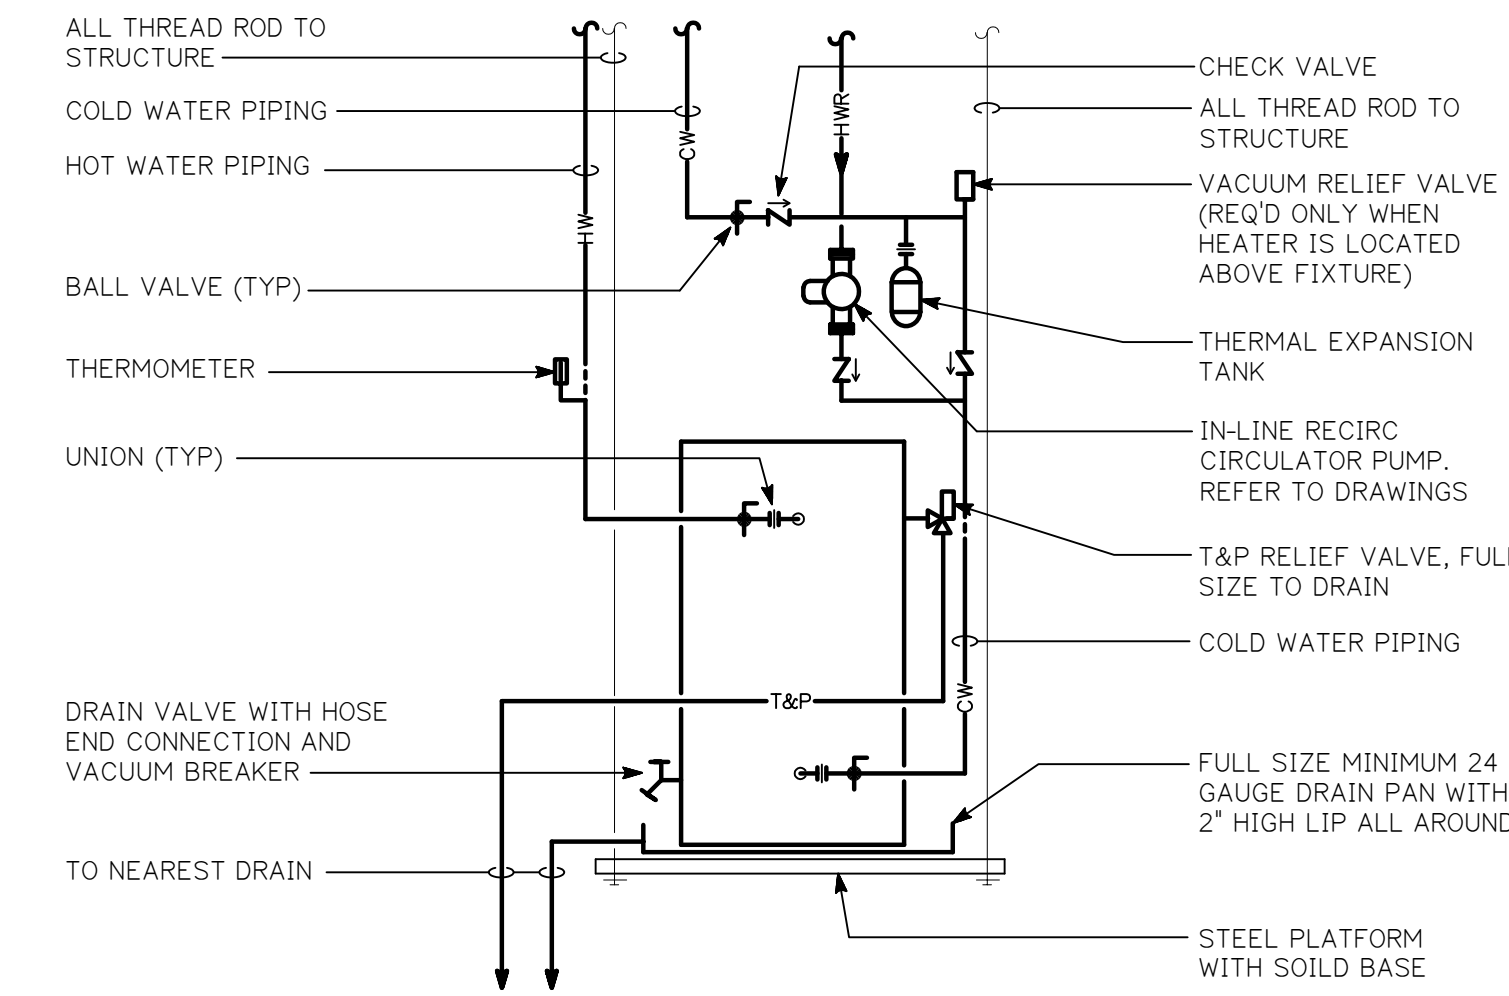 ALL THREAD ROD TO
STRUCTURE
COLD WATER PIPING
HOT WATER PIPING
BALL VALVE (TYP)
THERMOMETER
UNION (TYP)
DRAIN VALVE WITH HOSE
END CONNECTION AND
VACUUM BREAKER
TO NEAREST DRAIN
HW
CW
HWR
T&P
CW
CHECK VALVE
ALL THREAD ROD TO
STRUCTURE
VACUUM RELIEF VALVE
(REQ'D ONLY WHEN
HEATER IS LOCATED
ABOVE FIXTURE)
THERMAL EXPANSION
TANK
IN-LINE RECIRC
CIRCULATOR PUMP.
REFER TO DRAWINGS
T&P RELIEF VALVE, FULL
SIZE TO DRAIN
COLD WATER PIPING
FULL SIZE MINIMUM 24
GAUGE DRAIN PAN WITH
2" HIGH LIP ALL AROUND
STEEL PLATFORM
WITH SOILD BASE